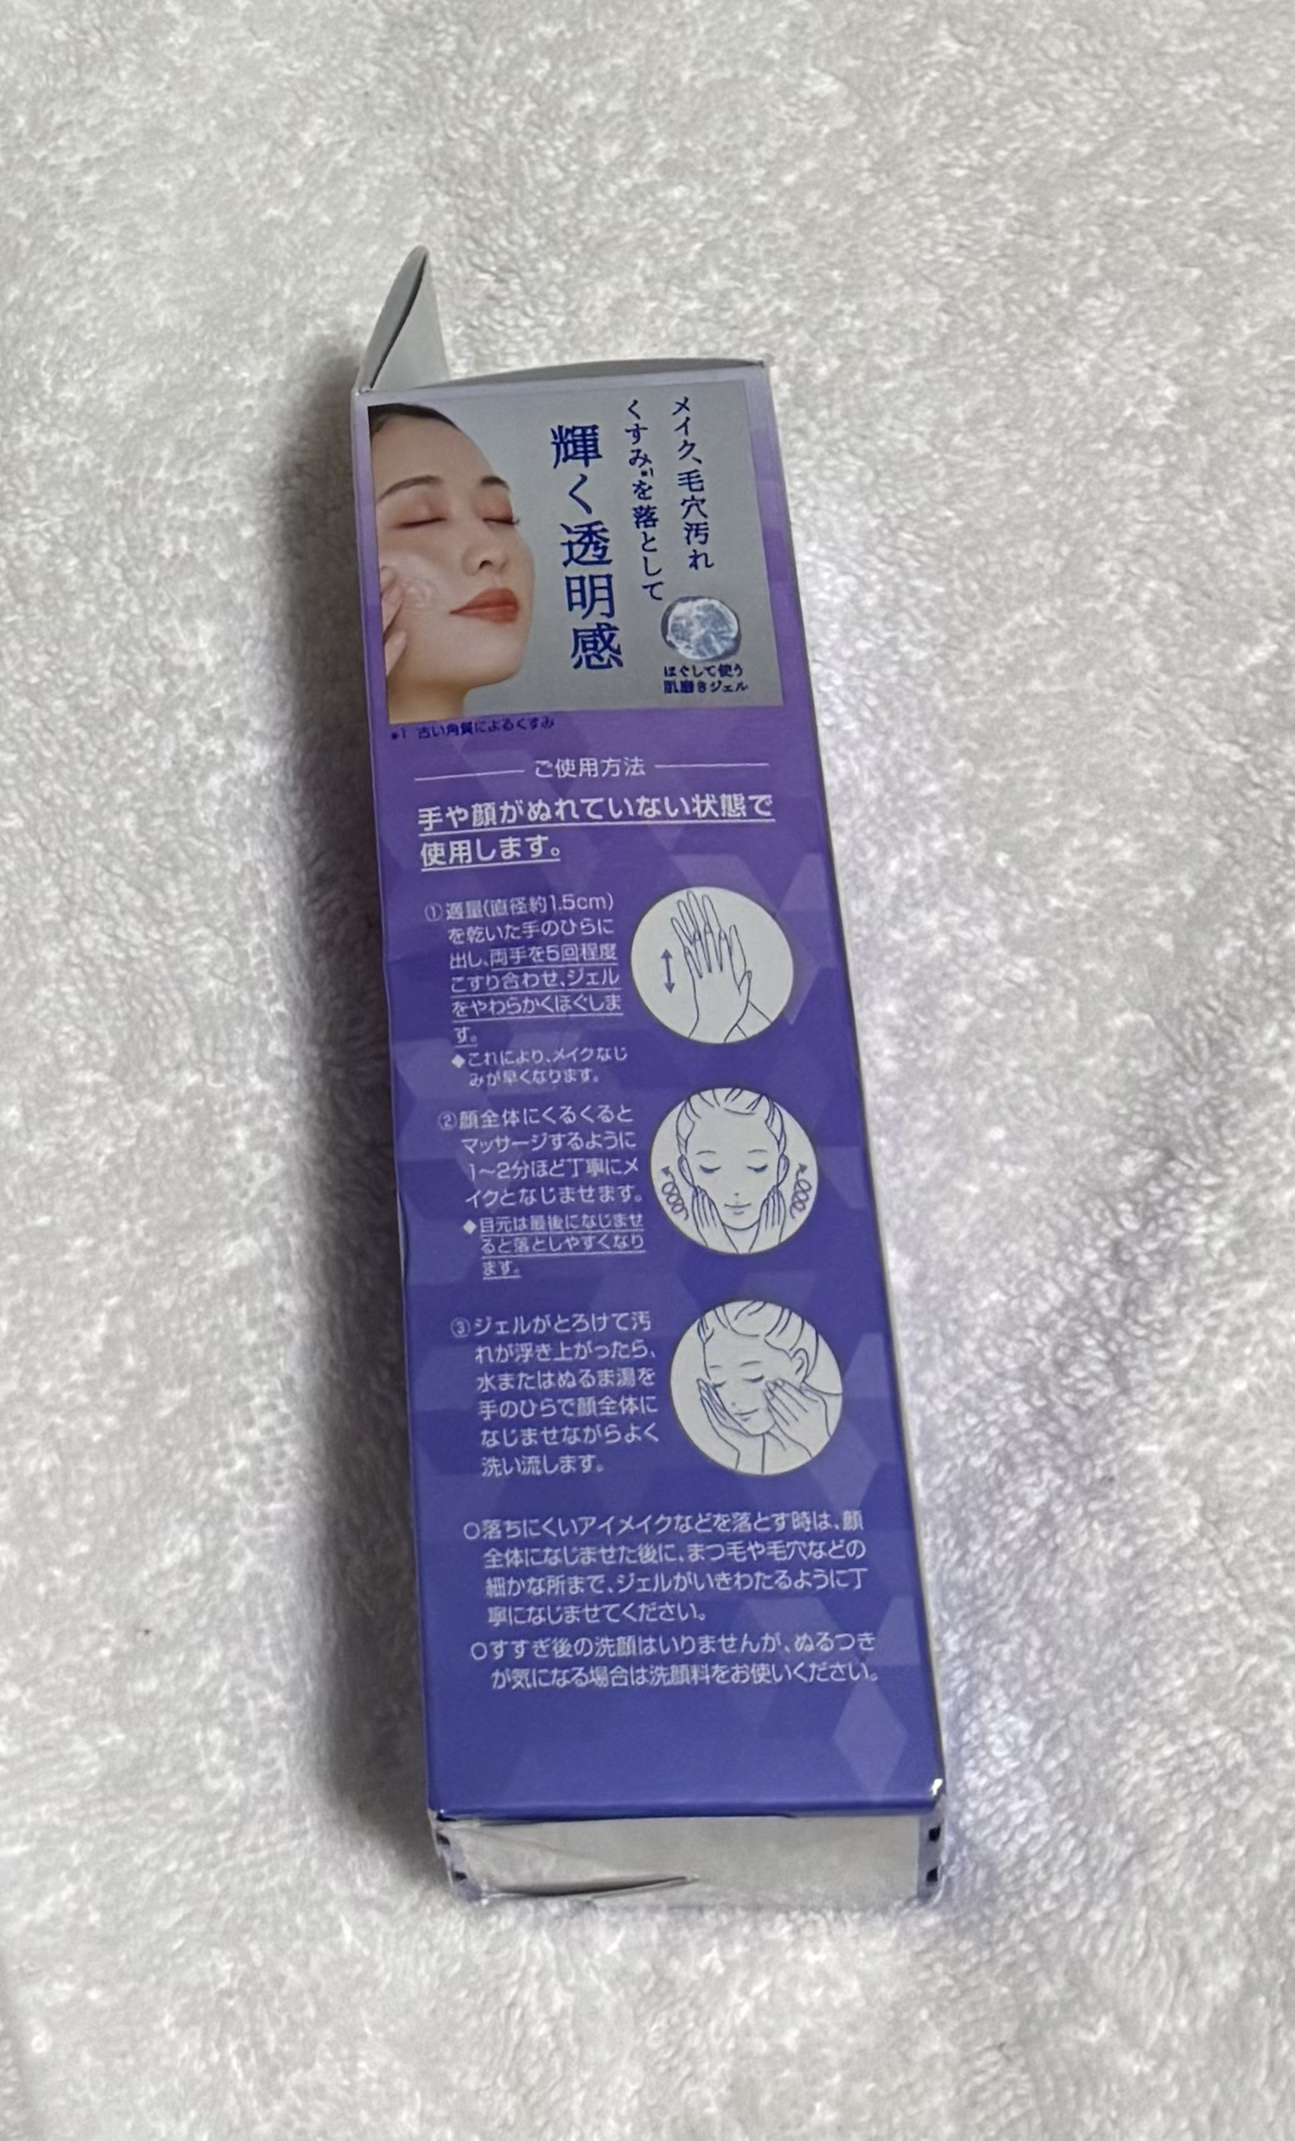 メイク、毛穴汚れ
くすみ※1を落として
輝く透明感
ほぐして使う
肌磨きジェル
※1 古い角質によるくすみ
ご使用方法
手や顔がぬれていない状態で
使用します。
①適量(直径約1.5cm)
を乾いた手のひらに
出し、両手を5回程度
こすり合わせ、ジェル
をやわらかくほぐしま
す。
◆これにより、メイクなじ
みが早くなります。
②顔全体にくるくると
マッサージするように
1〜2分ほど丁寧にメ
イクとなじませます。
◆目元は最後になじませ
ると落としやすくなり
ます。
③ジェルがとろけて汚
れが浮き上がったら、
水またはぬるま湯を
手のひらで顔全体に
なじませながらよく
洗い流します。
○落ちにくいアイメイクなどを落とす時は、顔
全体になじませた後に、まつ毛や毛穴などの
細かな所まで、ジェルがいきわたるように丁
寧になじませてください。
○すすぎ後の洗顔はいりませんが、ぬるつき
が気になる場合は洗顔料をお使いください。